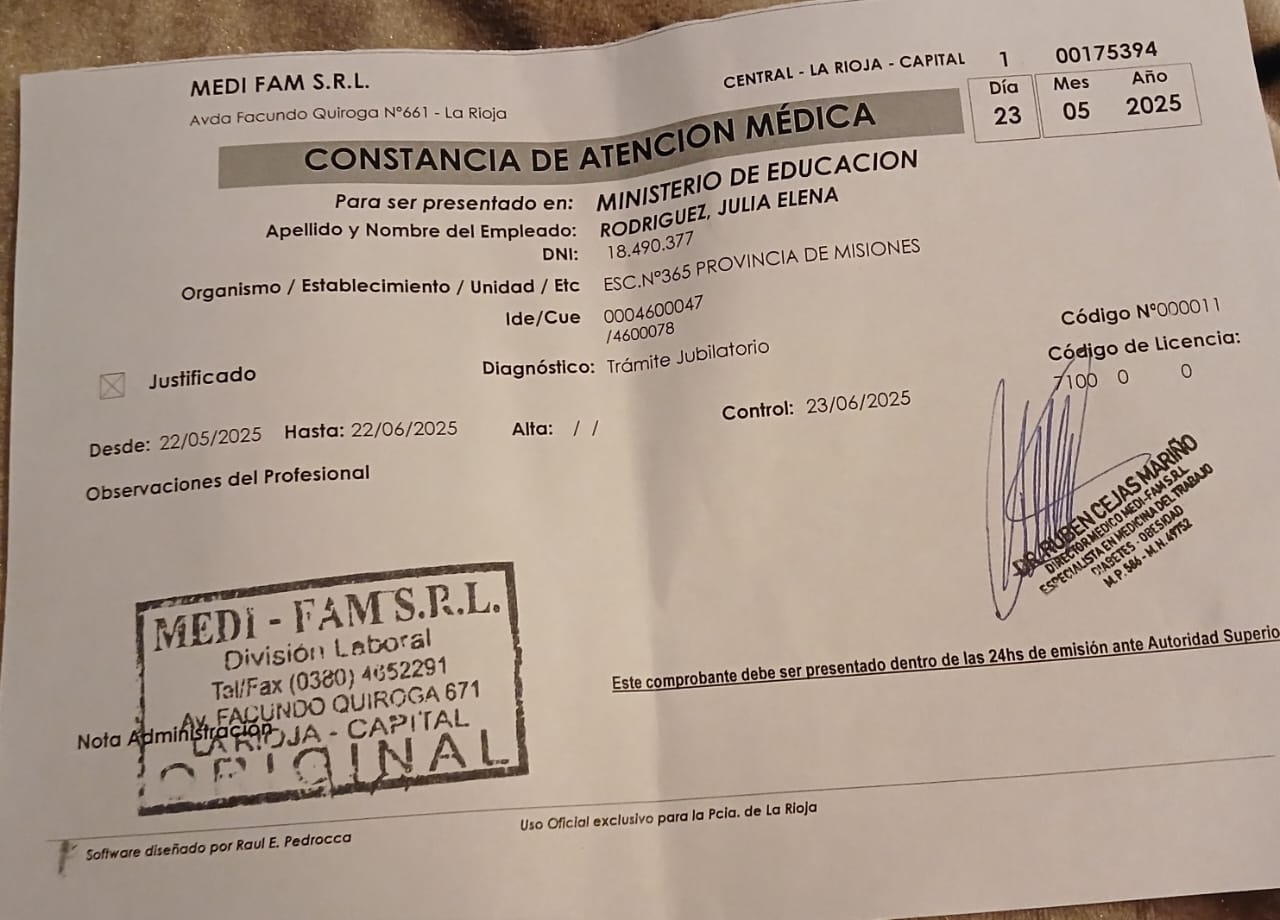 MEDI FAM S.R.L.
Avda Facundo Quiroga Nº661 - La Rioja
CENTRAL - LA RIOJA - CAPITAL 1 00175394
Día Mes Año
23 05 2025
CONSTANCIA DE ATENCION MÉDICA
Para ser presentado en: MINISTERIO DE EDUCACION
Apellido y Nombre del Empleado: RODRIGUEZ, JULIA ELENA
DNI: 18.490.377
Organismo / Establecimiento / Unidad / Etc ESC.Nº365 PROVINCIA DE MISIONES
Ide/Cue 0004600047
/4600078
Código Nº000011
Justificado
Diagnóstico: Trámite Jubilatorio
Código de Licencia:
7100 0 0
Desde: 22/05/2025 Hasta: 22/06/2025 Alta: / / Control: 23/06/2025
Observaciones del Profesional
DR. RUBEN CEJAS MARIÑO
DIRECTOR MEDICO MEDI-FAM S.R.L.
ESPECIALISTA EN MEDICINA DEL TRABAJO
DIABETES - OBESIDAD
M.P. 586 - M.N. 49752
MEDI - FAM S.R.L.
División Laboral
Tel/Fax (0380) 4652291
Av. FACUNDO QUIROGA 671
LA RIOJA - CAPITAL
ORIGINAL
Este comprobante debe ser presentado dentro de las 24hs de emisión ante Autoridad Superio
Nota Administración
Uso Oficial exclusivo para la Pcia. de La Rioja
Software diseñado por Raul E. Pedrocca